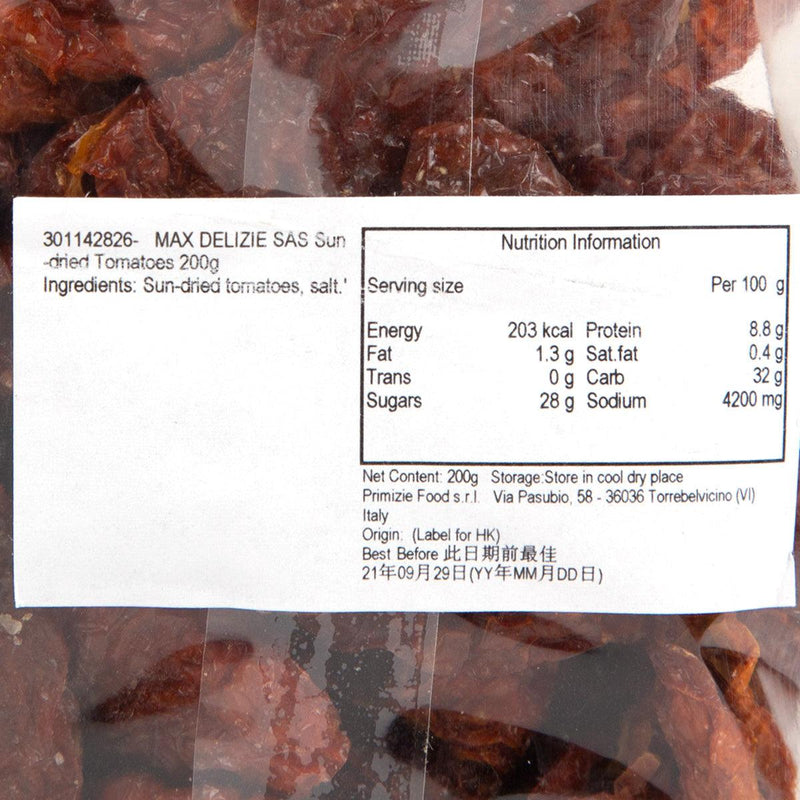 301142826- MAX DELIZIE SAS Sun
-dried Tomatoes 200g
Ingredients: Sun-dried tomatoes, salt.'
Nutrition Information
Serving size Per 100 g
Energy 203 kcal Protein 8.8 g
Fat 1.3 g Sat.fat 0.4 g
Trans 0 g Carb 32 g
Sugars 28 g Sodium 4200 mg
Net Content: 200g Storage:Store in cool dry place
Primizie Food s.r.l. Via Pasubio, 58 - 36036 Torrebelvicino (VI)
Italy
Origin: (Label for HK)
Best Before 此日期前最佳
21年09月29日(YY年MM月DD日)